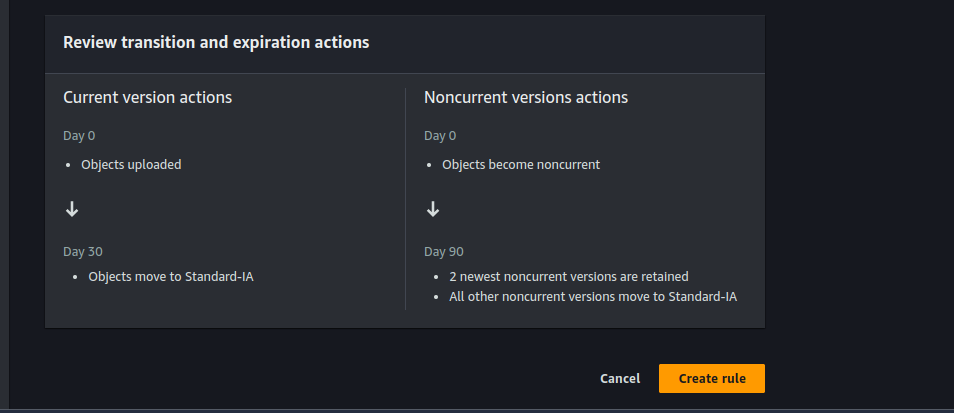 Review transition and expiration actions
Current version actions
Day 0
Objects uploaded
Day 30
Objects move to Standard-IA
Noncurrent versions actions
Day 0
Objects become noncurrent
Day 90
2 newest noncurrent versions are retained
All other noncurrent versions move to Standard-IA
Cancel
Create rule